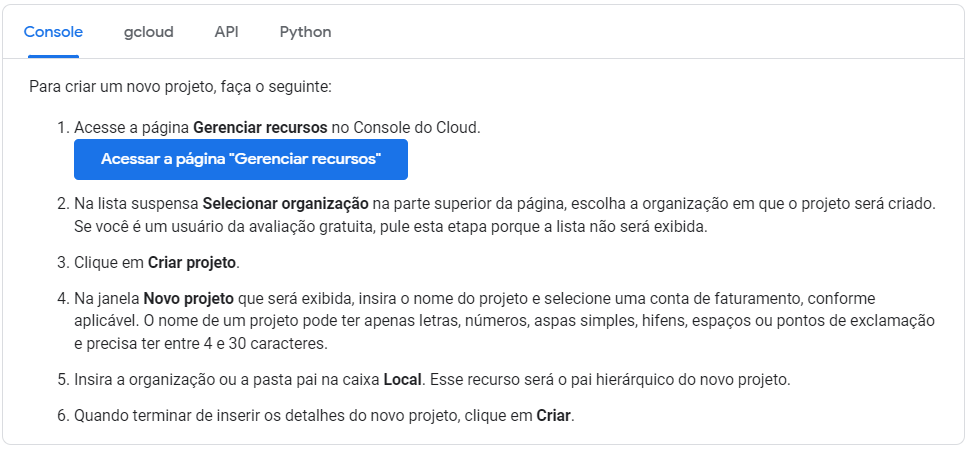 Console gcloud API Python
Para criar um novo projeto, faça o seguinte:
1. Acesse a página Gerenciar recursos no Console do Cloud.
Acessar a página "Gerenciar recursos"
2. Na lista suspensa Selecionar organização na parte superior da página, escolha a organização em que o projeto será criado.
Se você é um usuário da avaliação gratuita, pule esta etapa porque a lista não será exibida.
3. Clique em Criar projeto.
4. Na janela Novo projeto que será exibida, insira o nome do projeto e selecione uma conta de faturamento, conforme
aplicável. O nome de um projeto pode ter apenas letras, números, aspas simples, hifens, espaços ou pontos de exclamação
e precisa ter entre 4 e 30 caracteres.
5. Insira a organização ou a pasta pai na caixa Local. Esse recurso será o pai hierárquico do novo projeto.
6. Quando terminar de inserir os detalhes do novo projeto, clique em Criar.